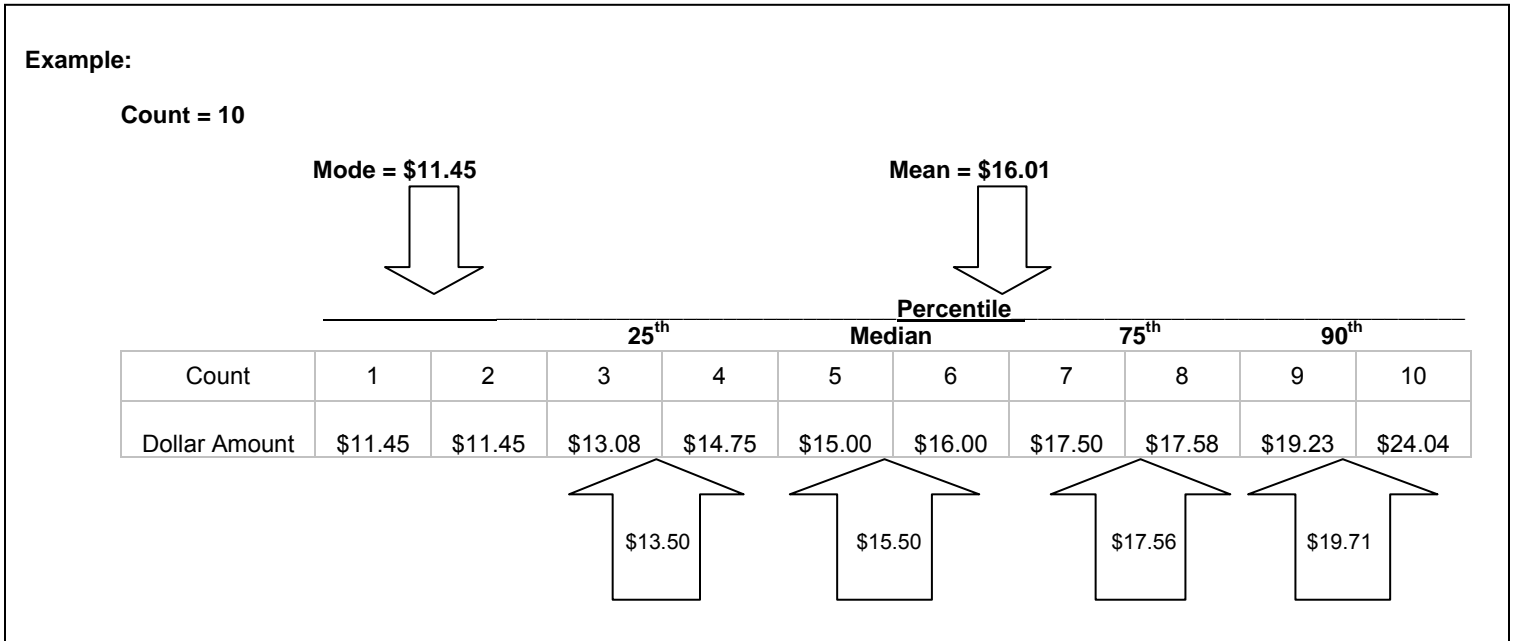 Example:
Count = 10
Mode = $11.45 Mean = $16.01
Percentile
25th Median 75th 90th
Count 1 2 3 4 5 6 7 8 9 10
Dollar Amount $11.45 $11.45 $13.08 $14.75 $15.00 $16.00 $17.50 $17.58 $19.23 $24.04
$13.50 $15.50 $17.56 $19.71